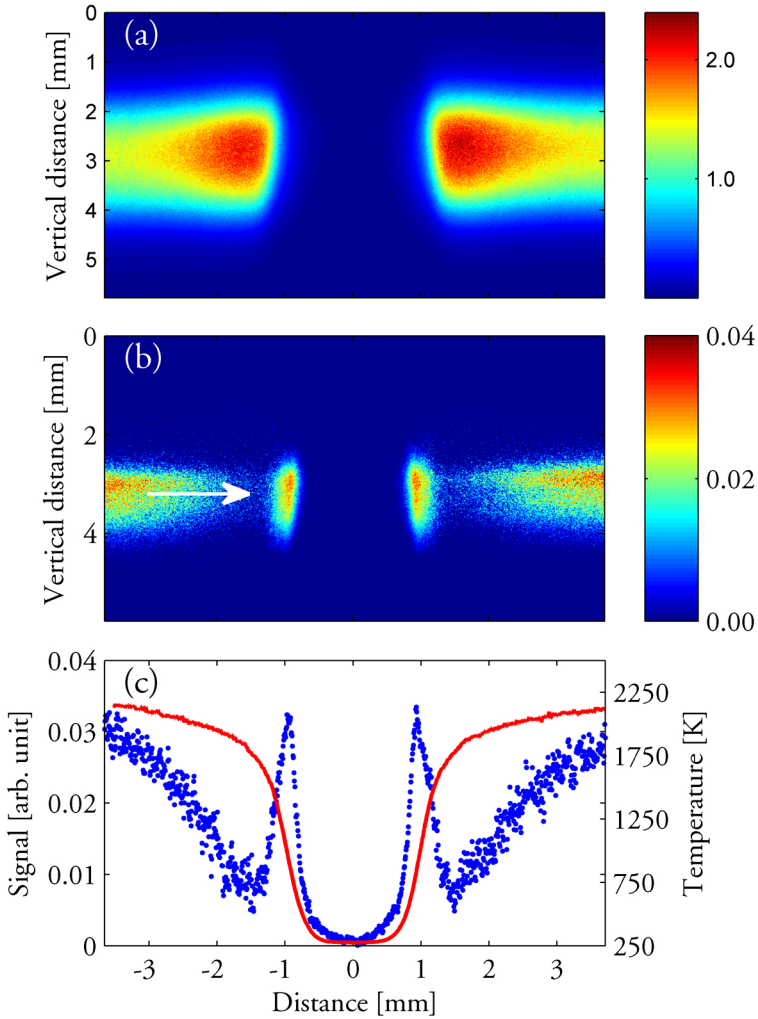 (a)
Vertical distance [mm]
0
1
2
3
4
5
2.0
1.0
(b)
Vertical distance [mm]
0
2
4
0.04
0.02
0.00
(c)
Signal [arb. unit]
0.04
0.03
0.02
0.01
0
Temperature [K]
2250
1750
1250
750
250
-3 -2 -1 0 1 2 3
Distance [mm]